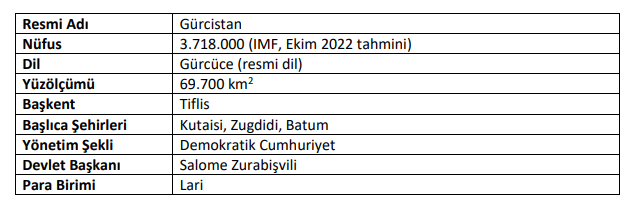 Resmi Adı Gürcistan
Nüfus 3.718.000 (IMF, Ekim 2022 tahmini)
Dil Gürcüce (resmi dil)
Yüzölçümü 69.700 km²
Başkent Tiflis
Başlıca Şehirleri Kutaisi, Zugdidi, Batum
Yönetim Şekli Demokratik Cumhuriyet
Devlet Başkanı Salome Zurabişvili
Para Birimi Lari